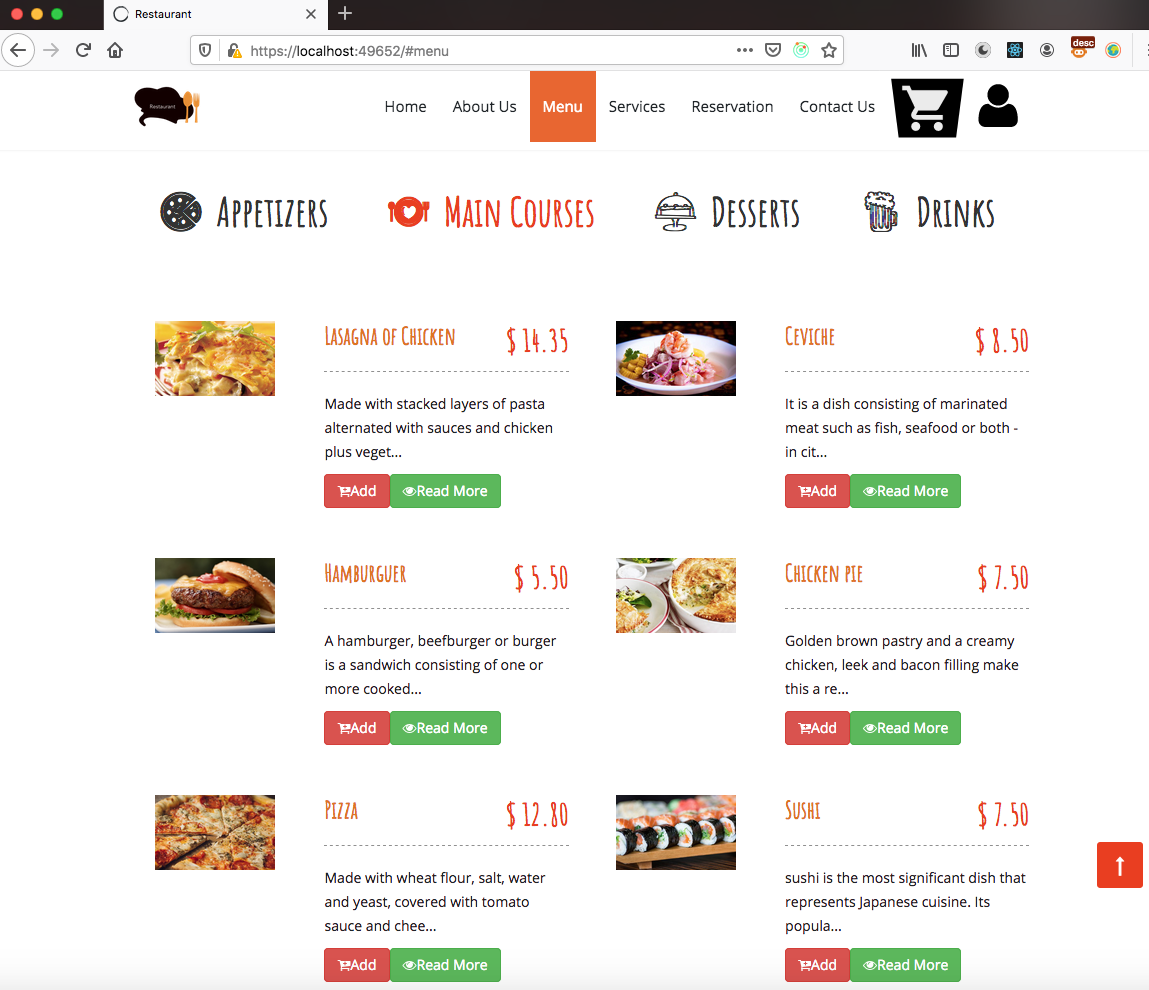 Restaurant
https://localhost:49652/#menu
desc
Restaurant
Home
About Us
Menu
Services
Reservation
Contact Us
Appetizers
Main Courses
Desserts
Drinks
Lasagna of Chicken
$ 14.35
Made with stacked layers of pasta
alternated with sauces and chicken
plus veget...
Add
Read More
Ceviche
$ 8.50
It is a dish consisting of marinated
meat such as fish, seafood or both -
in cit...
Add
Read More
Hamburguer
$ 5.50
A hamburger, beefburger or burger
is a sandwich consisting of one or
more cooked...
Add
Read More
Chicken pie
$ 7.50
Golden brown pastry and a creamy
chicken, leek and bacon filling make
this a re...
Add
Read More
Pizza
$ 12.80
Made with wheat flour, salt, water
and yeast, covered with tomato
sauce and chee...
Add
Read More
Sushi
$ 7.50
sushi is the most significant dish that
represents Japanese cuisine. Its
popula...
Add
Read More